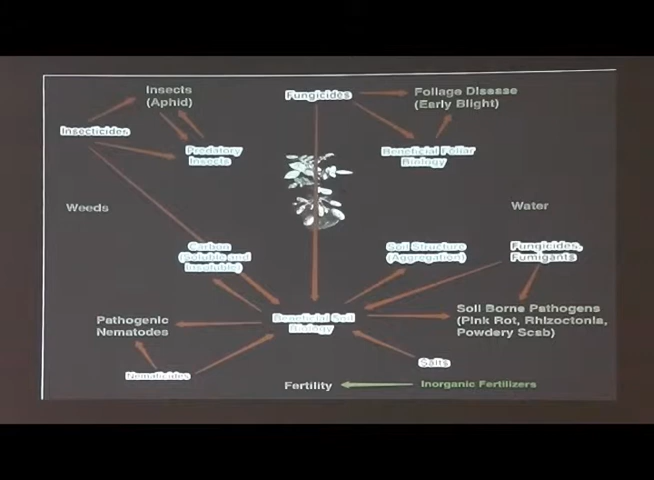 Insects
(Aphid)
Fungicides
Foliage Disease
(Early Blight)
Insecticides
Predatory
Insects
Beneficial Foliar
Biology
Weeds
Water
Carbon
(Soluble and
Insoluble)
Soil Structure
(Aggregation)
Fungicides,
Fumigants
Pathogenic
Nematodes
Beneficial Soil
Biology
Soil Borne Pathogens
(Pink Rot, Rhizoctonia,
Powdery Scab)
Nematicides
Salts
Fertility
Inorganic Fertilizers